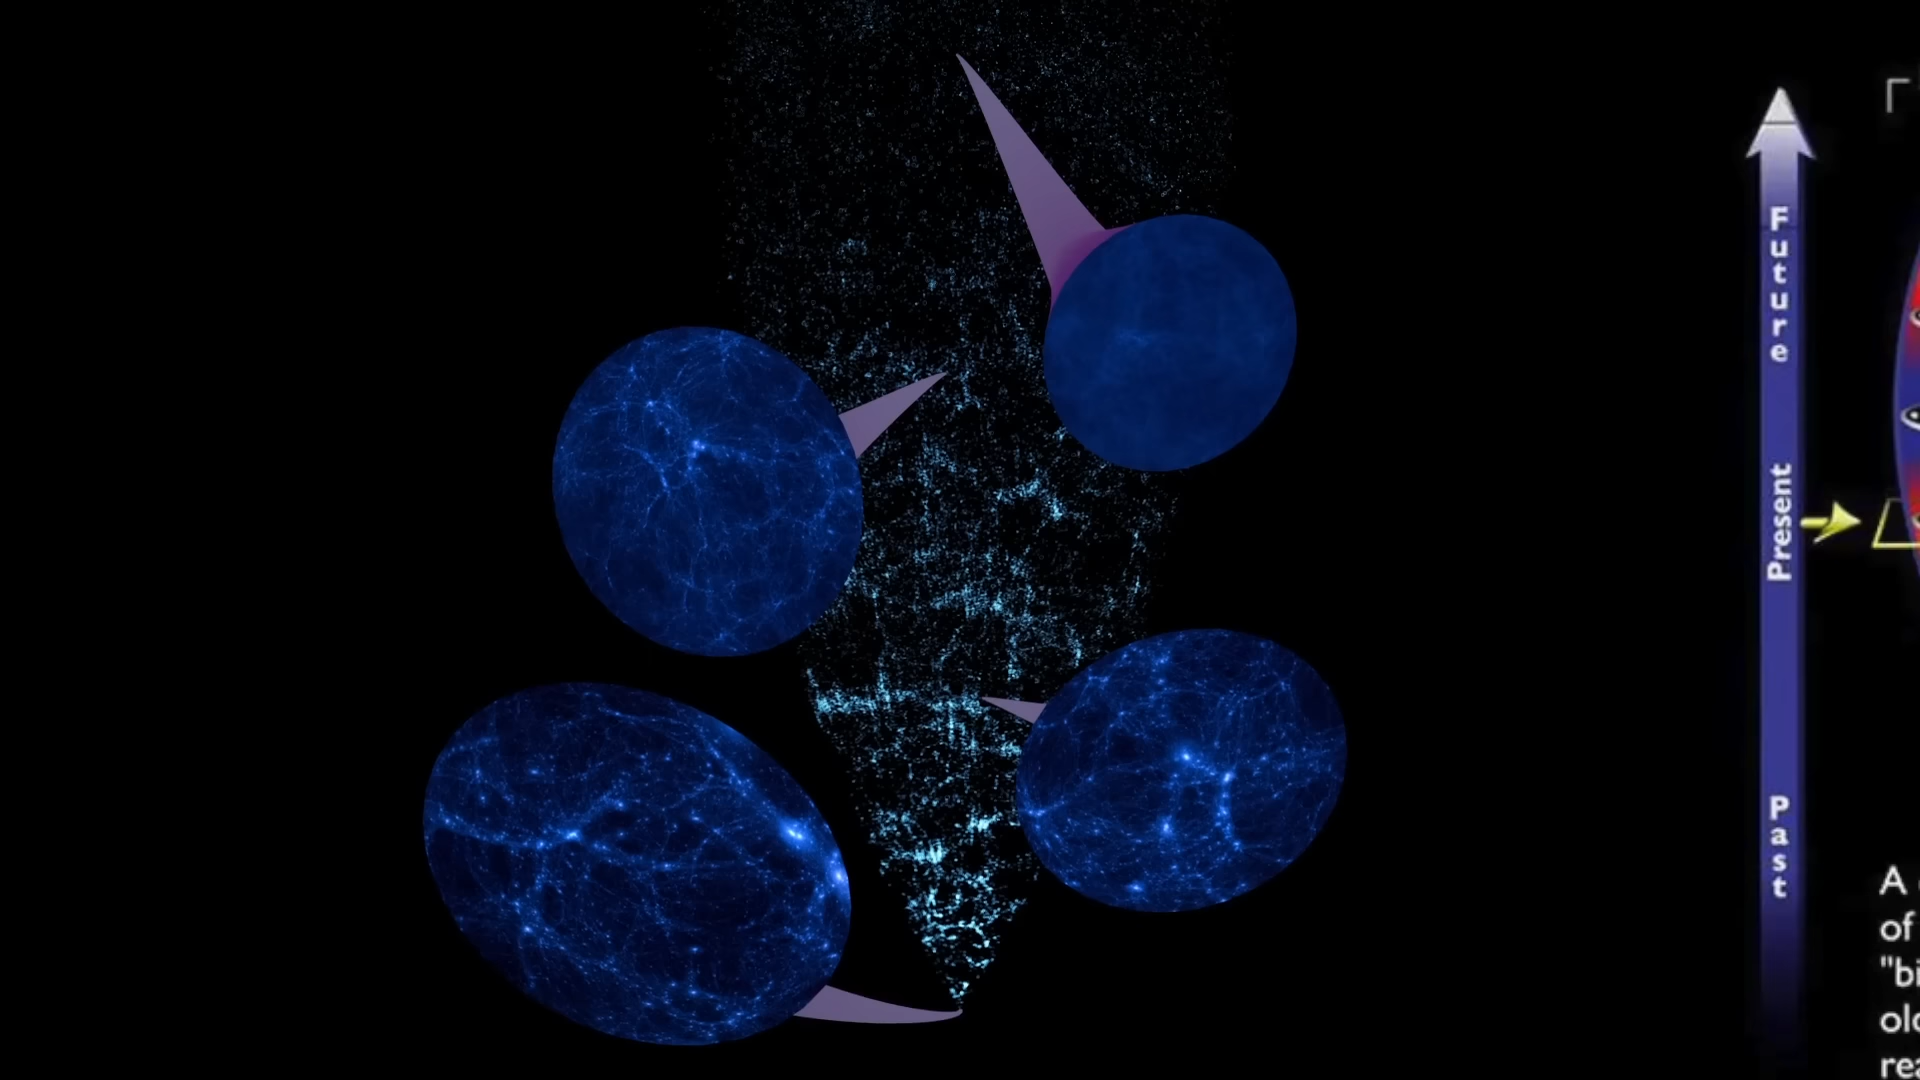 Future
Present
Past
A
of
"bi
old
rea